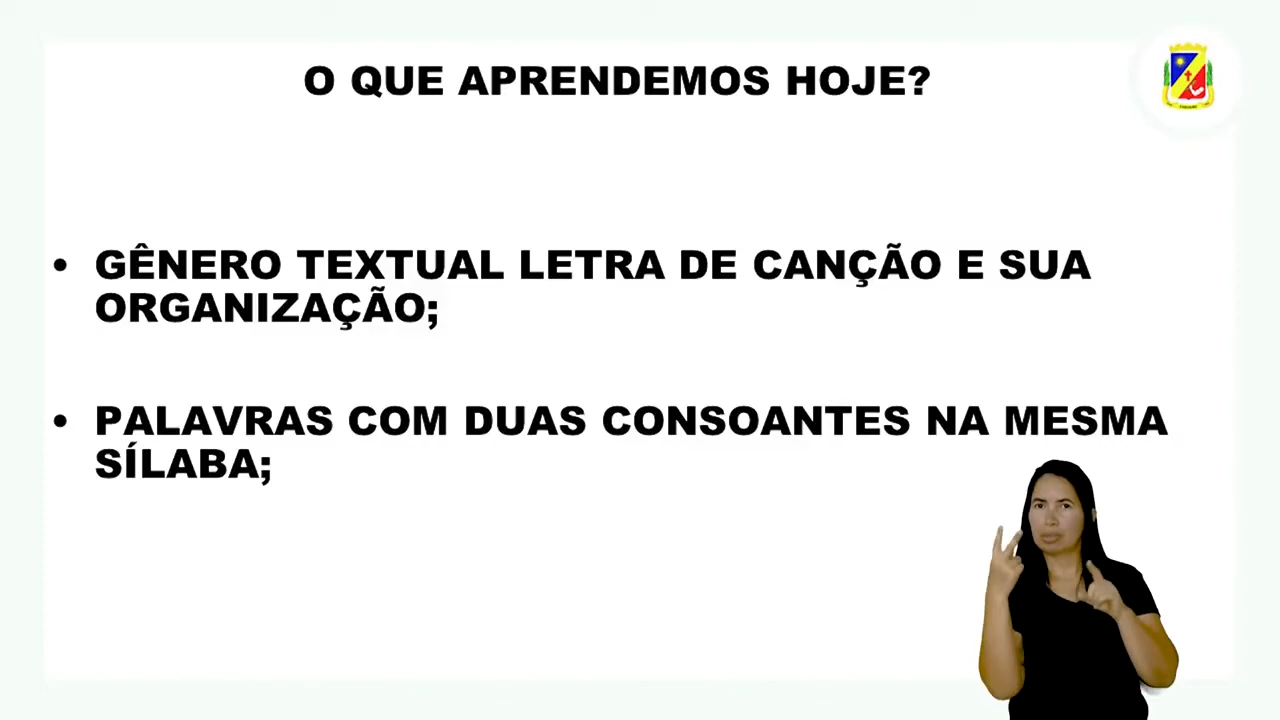 O QUE APRENDEMOS HOJE?
• GÊNERO TEXTUAL LETRA DE CANÇÃO E SUA
ORGANIZAÇÃO;
• PALAVRAS COM DUAS CONSOANTES NA MESMA
SÍLABA;